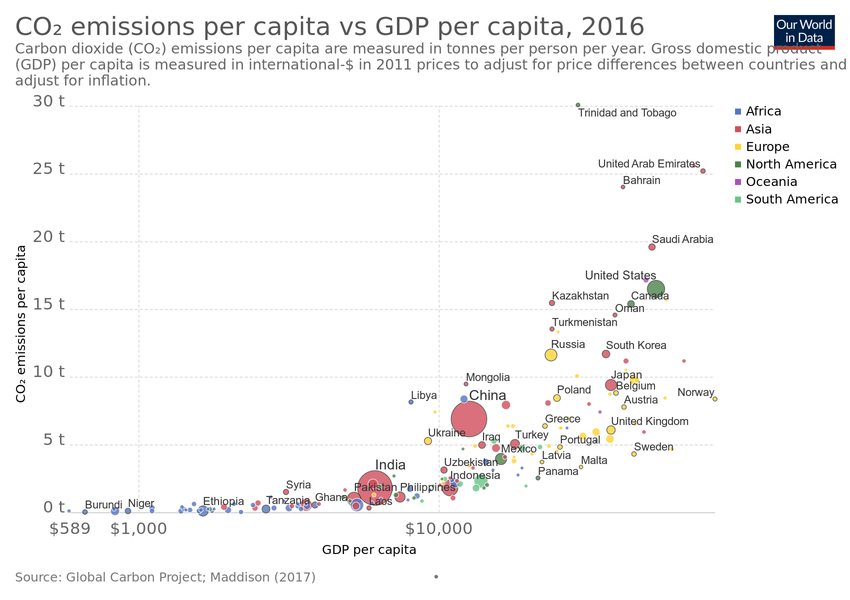 CO₂ emissions per capita vs GDP per capita, 2016
Our World
in Data
Carbon dioxide (CO₂) emissions per capita are measured in tonnes per person per year. Gross domestic product
(GDP) per capita is measured in international-$ in 2011 prices to adjust for price differences between countries and
adjust for inflation.
30 t
Trinidad and Tobago
Africa
Asia
Europe
North America
Oceania
South America
25 t
United Arab Emirates
Bahrain
20 t
Saudi Arabia
United States
Kazakhstan
Canada
15 t
Oman
Turkmenistan
Russia
South Korea
10 t
Mongolia
Japan
Belgium
Libya
China
Poland
Norway
Austria
Greece
United Kingdom
Ukraine
Iraq
Turkey
Portugal
5 t
Mexico
Sweden
Latvia
Malta
India
Uzbekistan
Panama
Indonesia
Syria
Pakistan
Philippines
Burundi
Niger
Ethiopia
Tanzania
Ghana
Laos
0 t
$589
$1,000
$10,000
CO₂ emissions per capita
GDP per capita
Source: Global Carbon Project; Maddison (2017)